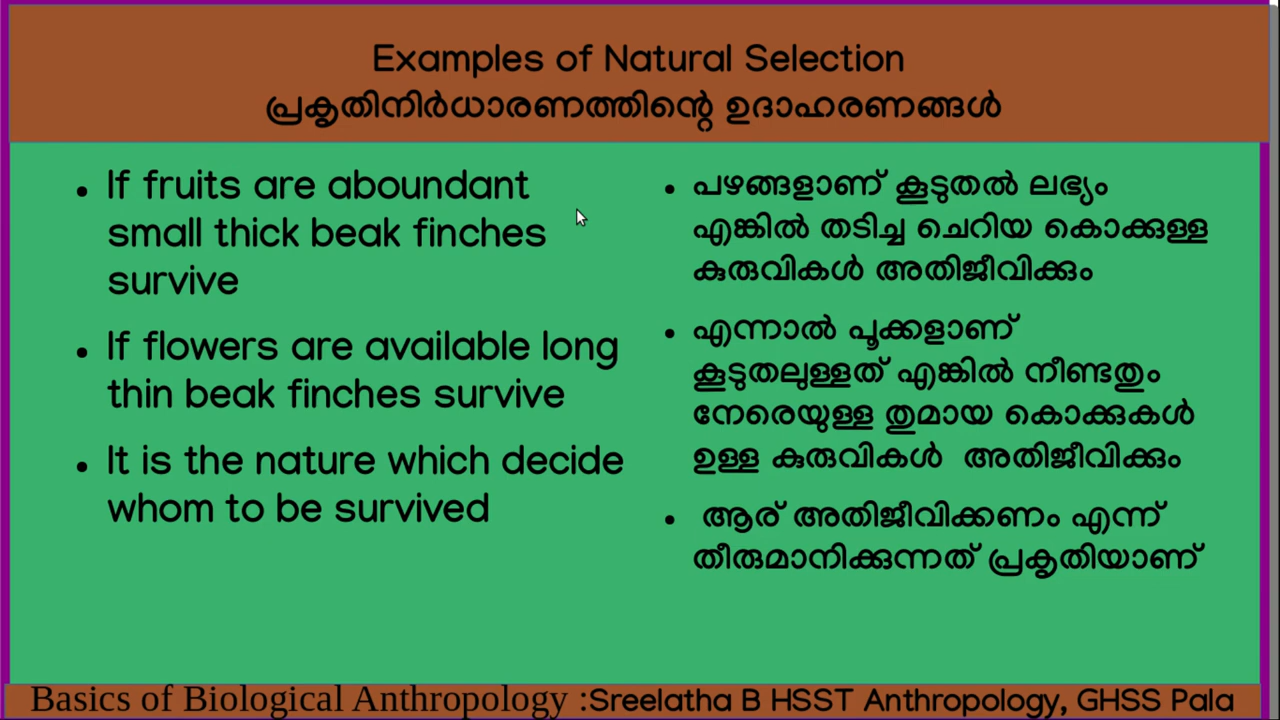 Examples of Natural Selection
പ്രകൃതിനിർധാരണത്തിന്റെ ഉദാഹരണങ്ങൾ
• If fruits are aboundant
small thick beak finches
survive
• If flowers are available long
thin beak finches survive
• It is the nature which decide
whom to be survived
• പഴങ്ങളാണ് കൂടുതൽ ലഭ്യം
എങ്കിൽ തടിച്ച ചെറിയ കൊക്കുള്ള
കുരുവികൾ അതിജീവിക്കും
• എന്നാൽ പൂക്കളാണ്
കൂടുതലുള്ളത് എങ്കിൽ നീണ്ടതും
നേരെയുള്ള തുമായ കൊക്കുകൾ
ഉള്ള കുരുവികൾ അതിജീവിക്കും
• ആര് അതിജീവിക്കണം എന്ന്
തീരുമാനിക്കുന്നത് പ്രകൃതിയാണ്
Basics of Biological Anthropology :Sreelatha B HSST Anthropology, GHSS Pala